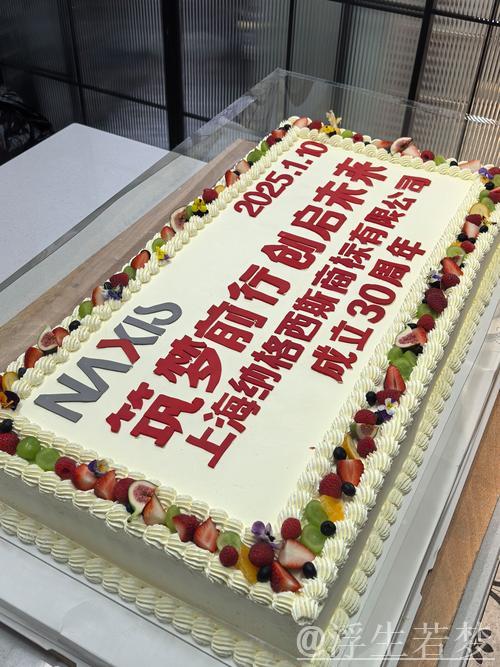 2025.1.10
NAXIS
筑梦前行 创启未来
上海纳格西斯商标有限公司
成立30周年
@浮生若梦